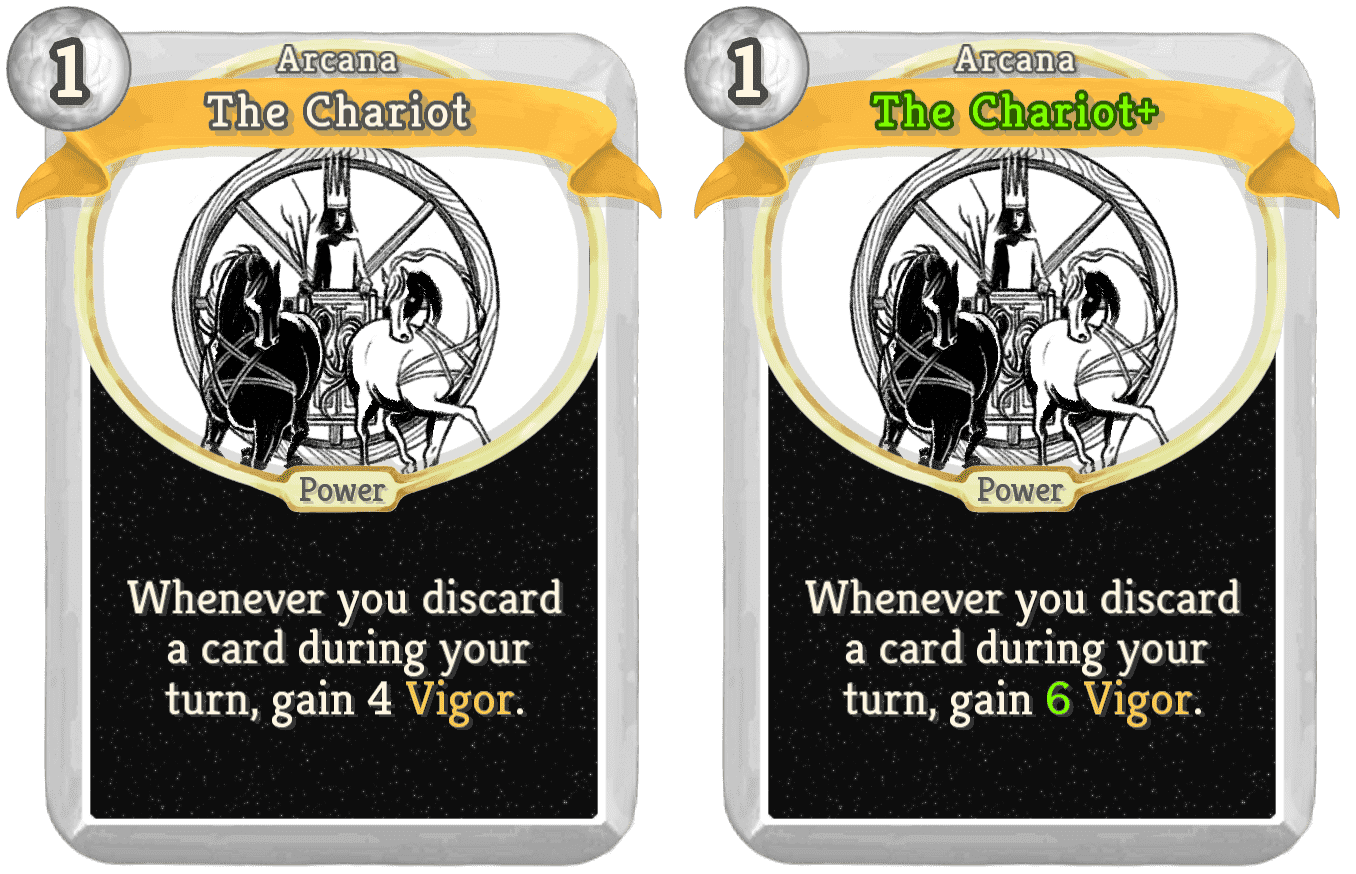 1
Arcana
The Chariot
Power
Whenever you discard
a card during your
turn, gain 4 Vigor.
1
Arcana
The Chariot+
Power
Whenever you discard
a card during your
turn, gain 6 Vigor.